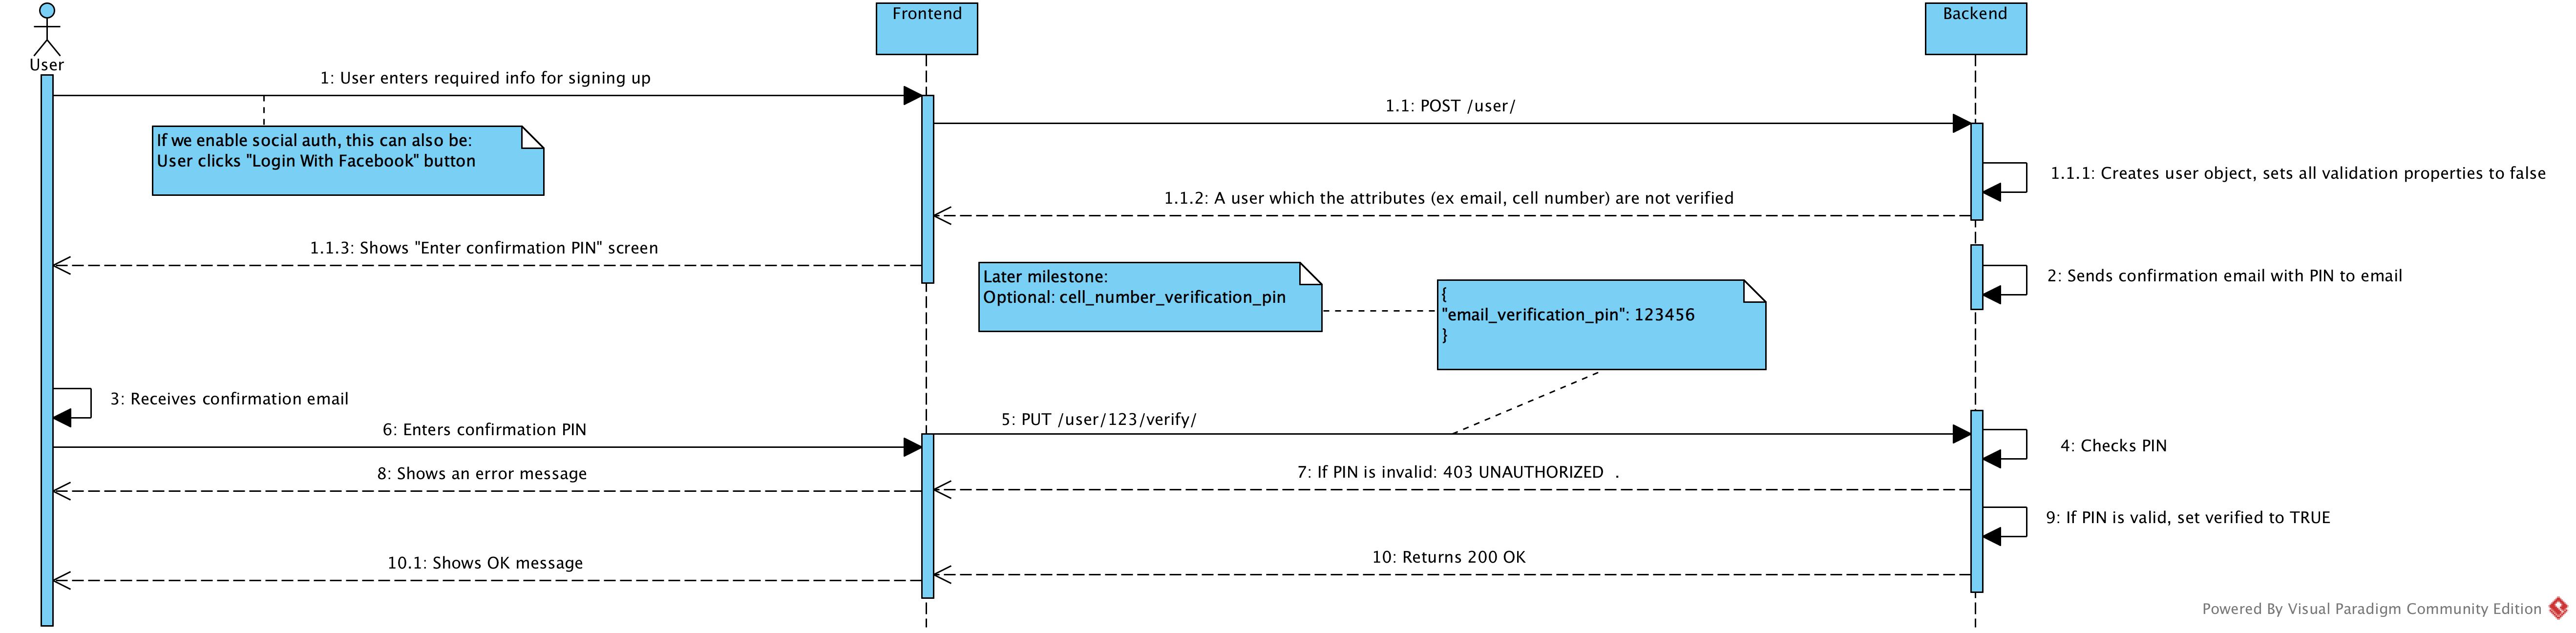 Frontend
Backend
User
1: User enters required info for signing up
1.1: POST /user/
If we enable social auth, this can also be:
User clicks "Login With Facebook" button
1.1.1: Creates user object, sets all validation properties to false
1.1.2: A user which the attributes (ex email, cell number) are not verified
1.1.3: Shows "Enter confirmation PIN" screen
Later milestone:
Optional: cell_number_verification_pin
{
"email_verification_pin": 123456
}
2: Sends confirmation email with PIN to email
3: Receives confirmation email
6: Enters confirmation PIN
5: PUT /user/123/verify/
4: Checks PIN
8: Shows an error message
7: If PIN is invalid: 403 UNAUTHORIZED .
9: If PIN is valid, set verified to TRUE
10.1: Shows OK message
10: Returns 200 OK
Powered By Visual Paradigm Community Edition